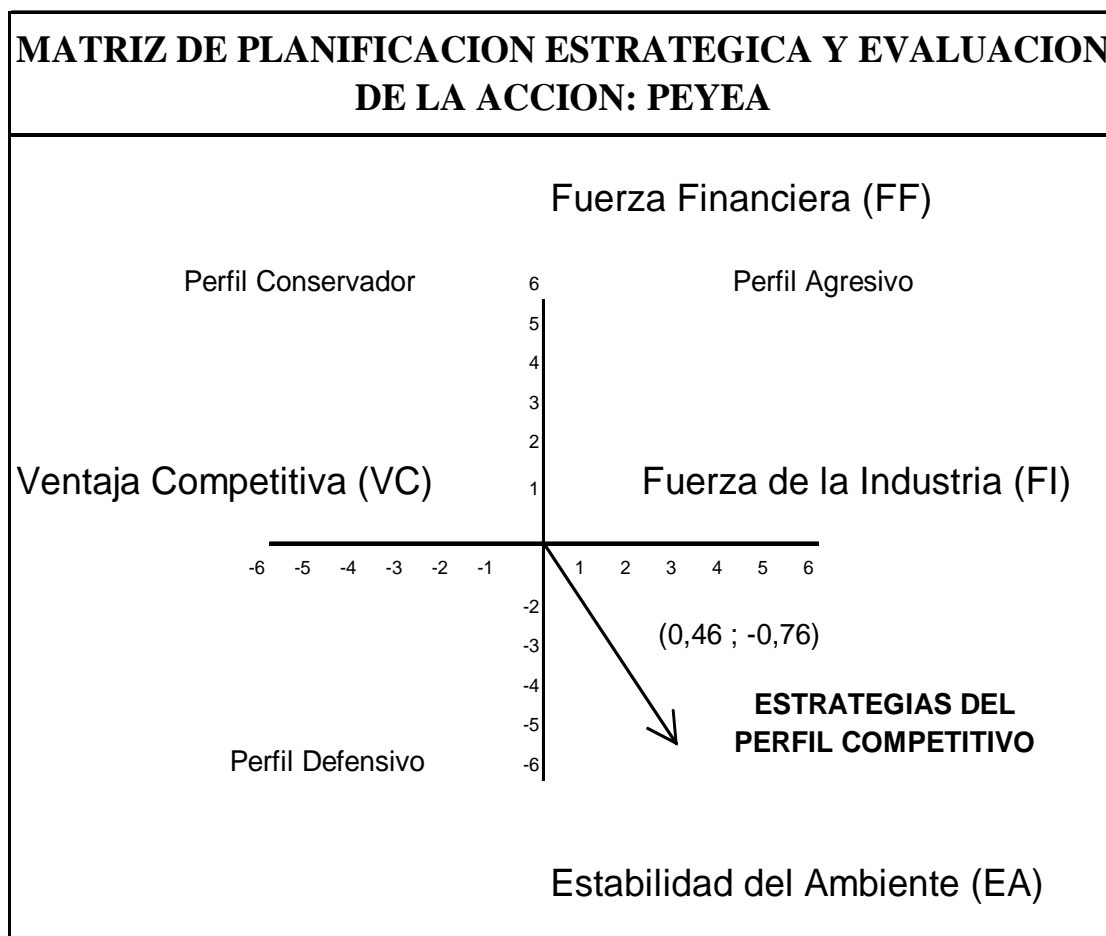 MATRIZ DE PLANIFICACION ESTRATEGICA Y EVALUACION
DE LA ACCION: PEYEA
Fuerza Financiera (FF)
Perfil Conservador
6
Perfil Agresivo
5
4
3
2
Ventaja Competitiva (VC)
1
Fuerza de la Industria (FI)
-6 -5 -4 -3 -2 -1 1 2 3 4 5 6
-2
-3
(0,46 ; -0,76)
-4
-5
ESTRATEGIAS DEL
PERFIL COMPETITIVO
Perfil Defensivo
-6
Estabilidad del Ambiente (EA)